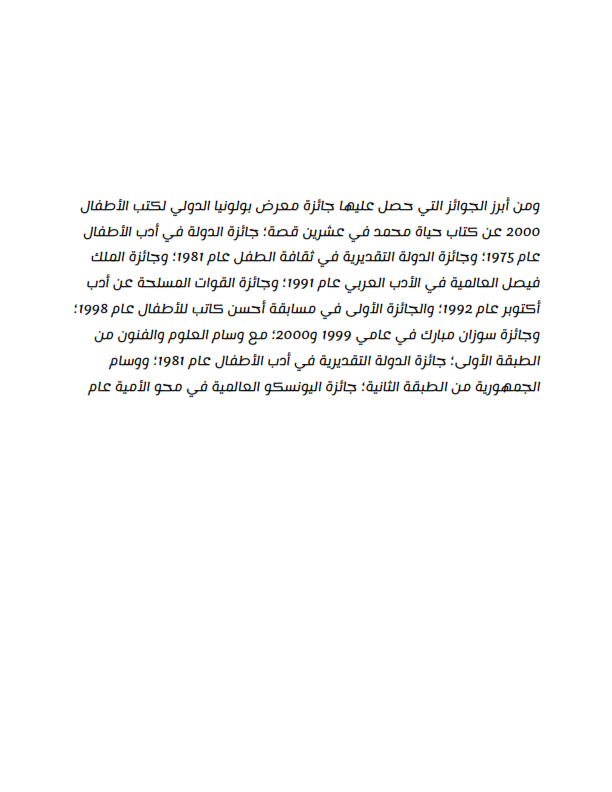 ومن أبرز الجوائز التي حصل عليها جائزة معرض بولونيا الدولي لكتب الأطفال
2000 عن كتاب حياة محمد في عشرين قصة؛ جائزة الدولة في أدب الأطفال
عام 1975؛ وجائزة الدولة التقديرية في ثقافة الطفل عام 1981؛ وجائزة الملك
فيصل العالمية في الأدب العربي عام 1991؛ وجائزة القوات المسلحة عن أدب
أكتوبر عام 1992؛ والجائزة الأولى في مسابقة أحسن كاتب للأطفال عام 1998؛
وجائزة سوزان مبارك في عامي 1999 و2000؛ مع وسام العلوم والفنون من
الطبقة الأولى؛ جائزة الدولة التقديرية في أدب الأطفال عام 1981؛ ووسام
الجمهورية من الطبقة الثانية؛ جائزة اليونسكو العالمية في محو الأمية عام